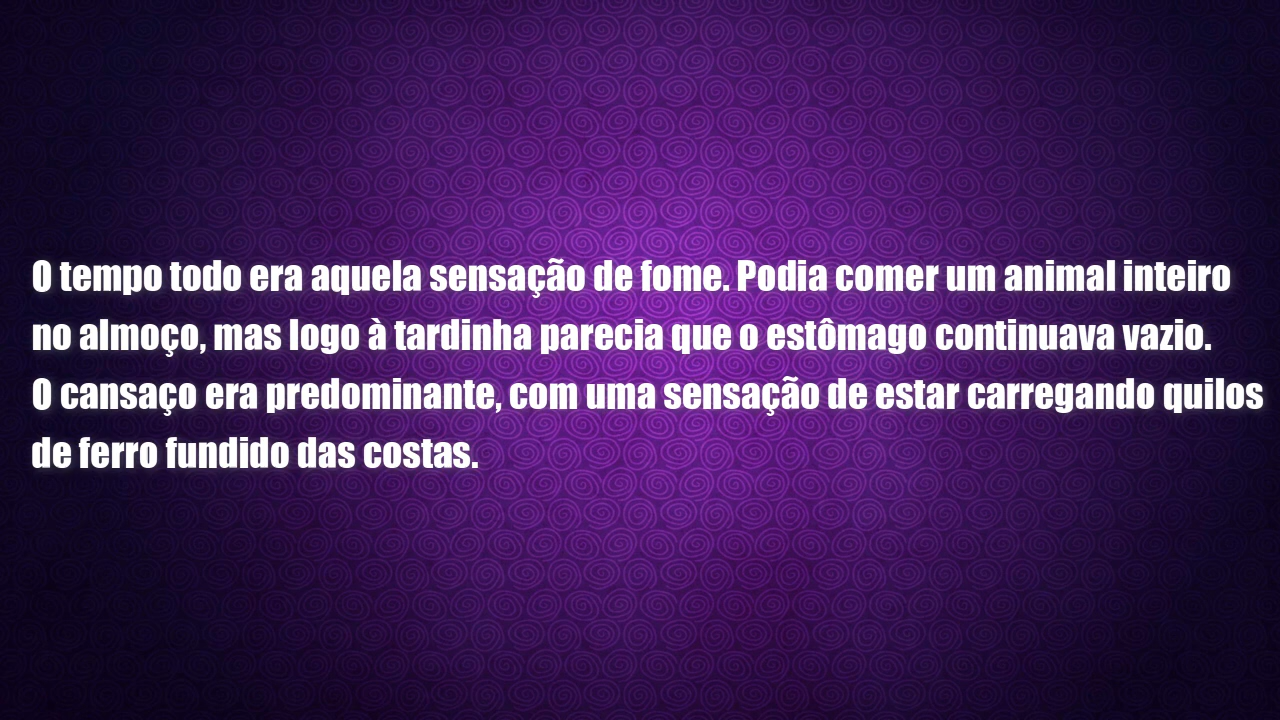 O tempo todo era aquela sensação de fome. Podia comer um animal inteiro
no almoço, mas logo à tardinha parecia que o estômago continuava vazio.
O cansaço era predominante, com uma sensação de estar carregando quilos
de ferro fundido das costas.